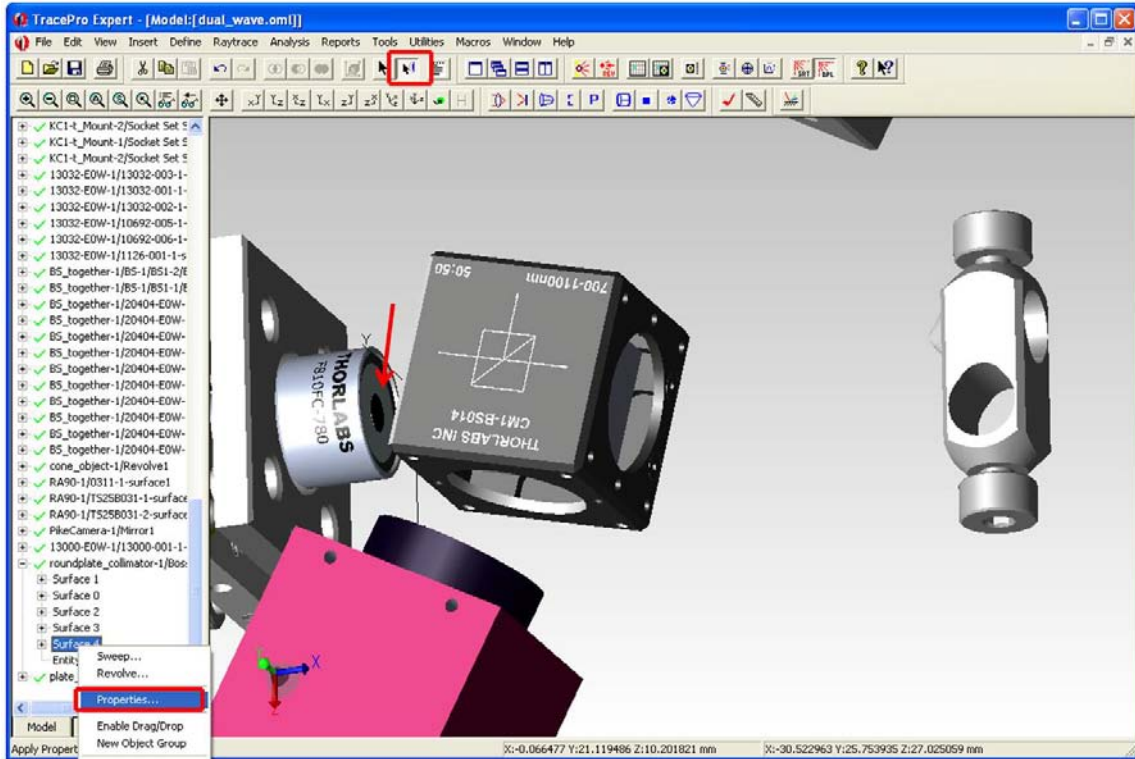 TracePro Expert - [Model:[dual_wave.oml]]
File Edit View Insert Define Raytrace Analysis Reports Tools Utilities Macros Window Help
KC1-t_Mount-2/Socket Set S
KC1-t_Mount-1/Socket Set S
KC1-t_Mount-2/Socket Set S
13032-E0W-1/13032-003-1-
13032-E0W-1/13032-001-1-
13032-E0W-1/13032-002-1-
13032-E0W-1/10692-005-1-
13032-E0W-1/10692-006-1-
13032-E0W-1/1126-001-1-s
BS_together-1/BS-1/BS1-2/B
BS_together-1/BS-1/BS1-1/B
BS_together-1/20404-E0W-
BS_together-1/20404-E0W-
BS_together-1/20404-E0W-
BS_together-1/20404-E0W-
BS_together-1/20404-E0W-
BS_together-1/20404-E0W-
BS_together-1/20404-E0W-
BS_together-1/20404-E0W-
BS_together-1/20404-E0W-
cone_object-1/Revolve1
RA90-1/0311-1-surface1
RA90-1/TS25B031-1-surface
RA90-1/TS25B031-2-surface
PikeCamera-1/Mirror1
13000-E0W-1/13000-001-1-
roundplate_collimator-1/Bos
Surface 1
Surface 0
Surface 2
Surface 3
Surface 4
Entity
plate_
Sweep...
Revolve...
Properties...
Enable Drag/Drop
New Object Group
Model
Apply Propert
50:50
700-1100nm
CM1-BS014
THORLABS INC
THORLABS
F810FC-780
Y
X
Z
X:-0.066477 Y:21.119486 Z:10.201821 mm
X:-30.522963 Y:25.753935 Z:27.025059 mm